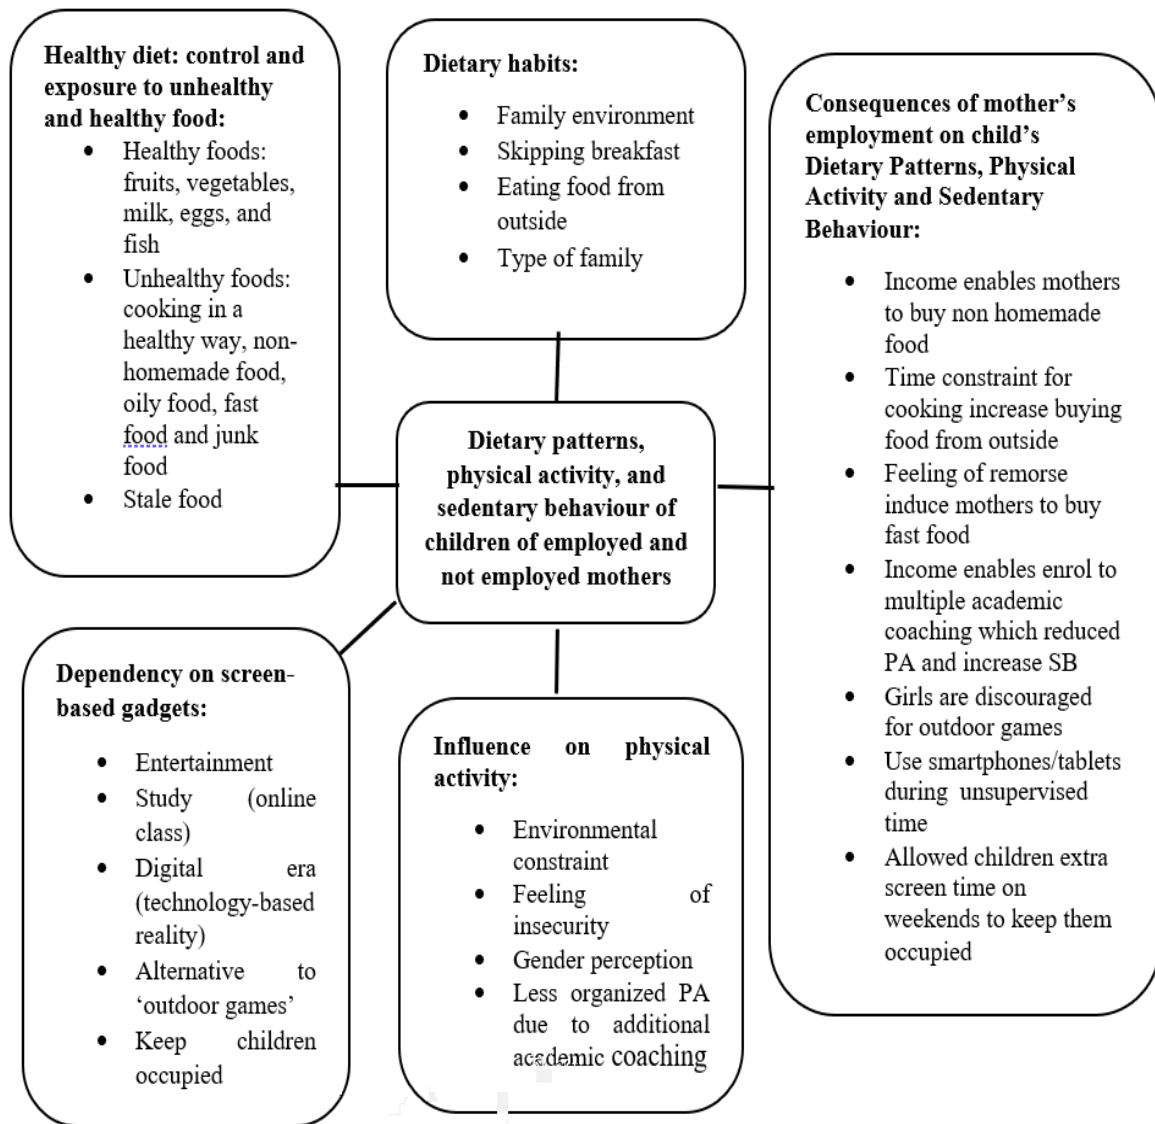 Healthy diet: control and
exposure to unhealthy
and healthy food:
• Healthy foods:
fruits, vegetables,
milk, eggs, and
fish
• Unhealthy foods:
cooking in a
healthy way, non-
homemade food,
oily food, fast
food and junk
food
• Stale food
Dietary habits:
• Family environment
• Skipping breakfast
• Eating food from
outside
• Type of family
Consequences of mother's
employment on child's
Dietary Patterns, Physical
Activity and Sedentary
Behaviour:
• Income enables mothers
to buy non homemade
food
• Time constraint for
cooking increase buying
food from outside
• Feeling of remorse
induce mothers to buy
fast food
• Income enables enrol to
multiple academic
coaching which reduced
PA and increase SB
• Girls are discouraged
for outdoor games
• Use smartphones/tablets
during unsupervised
time
• Allowed children extra
screen time on
weekends to keep them
occupied
Dietary patterns,
physical activity, and
sedentary behaviour of
children of employed and
not employed mothers
Dependency on screen-
based gadgets:
• Entertainment
• Study (online
class)
• Digital era
(technology-based
reality)
• Alternative to
‘outdoor games’
• Keep children
occupied
Influence on physical
activity:
• Environmental
constraint
• Feeling of
insecurity
• Gender perception
• Less organized PA
due to additional
academic coaching